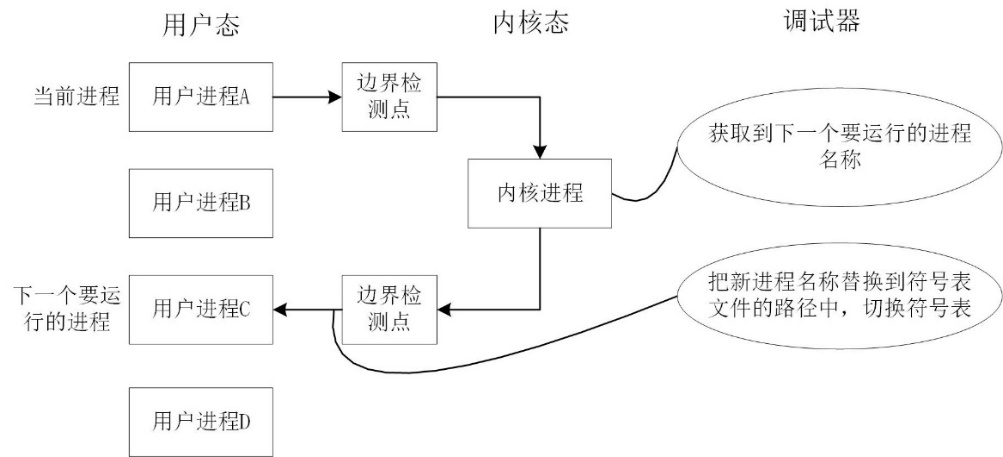 用户态
内核态
调试器
当前进程
用户进程A
边界检
测点
获取到下一个要运行的进程
名称
用户进程B
内核进程
下一个要运
行的进程
用户进程C
边界检
测点
把新进程名称替换到符号表
文件的路径中，切换符号表
用户进程D